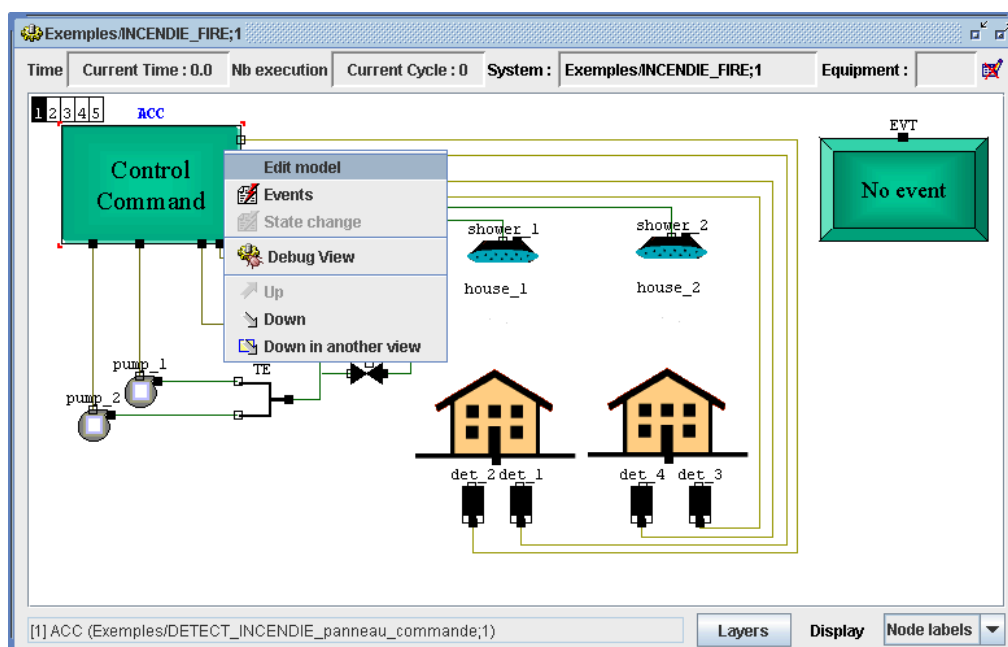 Exemples/INCENDIE_FIRE;1
Time Current Time : 0.0 Nb execution Current Cycle : 0 System : Exemples/INCENDIE_FIRE;1 Equipment :
1 2 3 4 5 ACC
EVT
Control
Command
No event
Edit model
Events
State change
Debug View
Up
Down
Down in another view
shower_1 shower_2
house_1 house_2
pump_1 TE
pump_2
det_2 det_1 det_4 det_3
[1] ACC (Exemples/DETECT_INCENDIE_panneau_commande;1) Layers Display Node labels